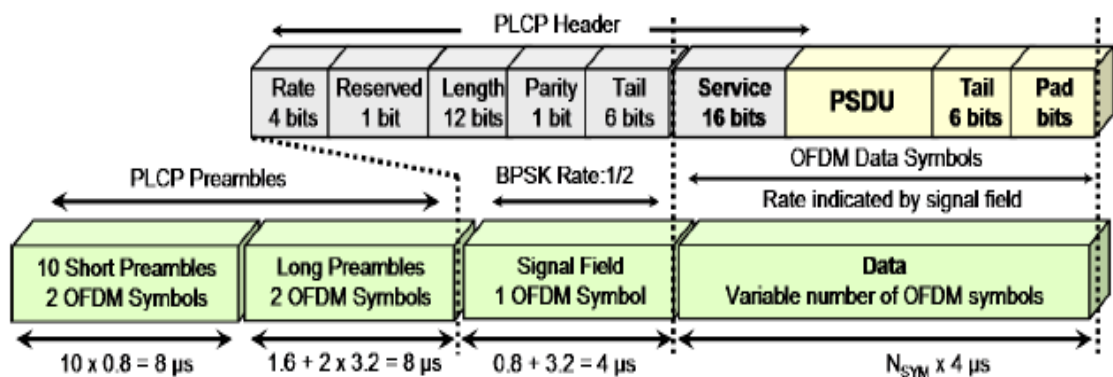 PLCP Header
Rate
4 bits
Reserved
1 bit
Length
12 bits
Parity
1 bit
Tail
6 bits
Service
16 bits
PSDU
Tail
6 bits
Pad
bits
PLCP Preambles
BPSK Rate:1/2
OFDM Data Symbols
Rate indicated by signal field
10 Short Preambles
2 OFDM Symbols
Long Preambles
2 OFDM Symbols
Signal Field
1 OFDM Symbol
Data
Variable number of OFDM symbols
10 x 0.8 = 8 µs
1.6 + 2 x 3.2 = 8 µs
0.8 + 3.2 = 4 µs
N_SYM x 4 µs